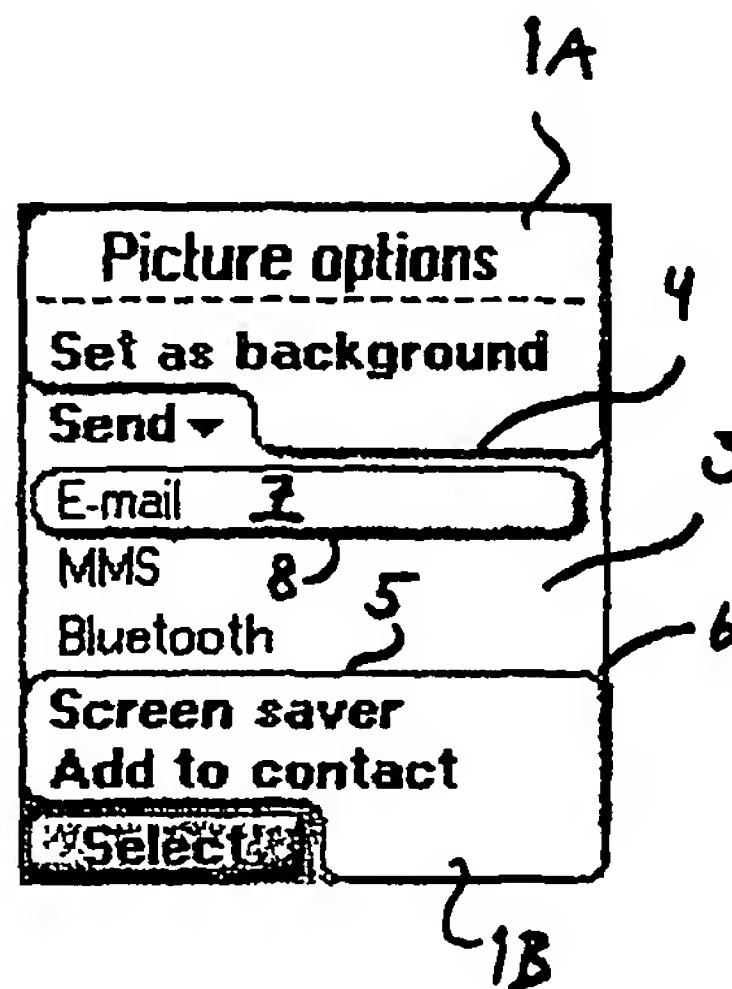 1A
Picture options
Set as background
4
Send
E-mail 7
MMS 8
5
Bluetooth
6
Screen saver
Add to contact
Select
1B